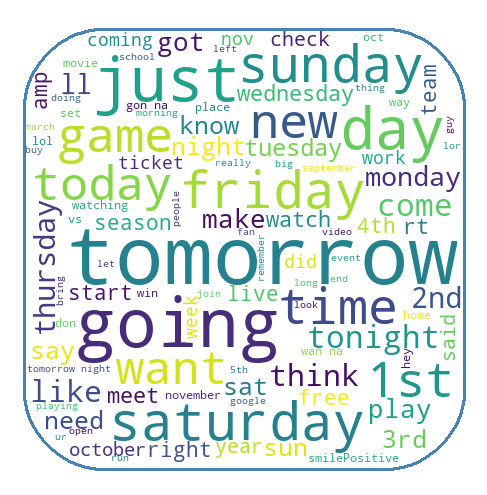 coming got nov check oct
left
movie school
amp ll doing just sunday team thing
gon na place wednesday way
set morning
march lol game know new day guy
buy night tuesday lor
ticket really big work
september
today friday monday
watching people make watch come
thursday vs season 4th rt
fan video
tomorrow
let remember did event
bring start win join live long end 2nd
going week look time home
don said
say want tonight
wan na hey
tomorrow night 5th think 1st
like meet november sat free
playing google play
need saturday
ur open october right year sun 3rd
run smilePositive